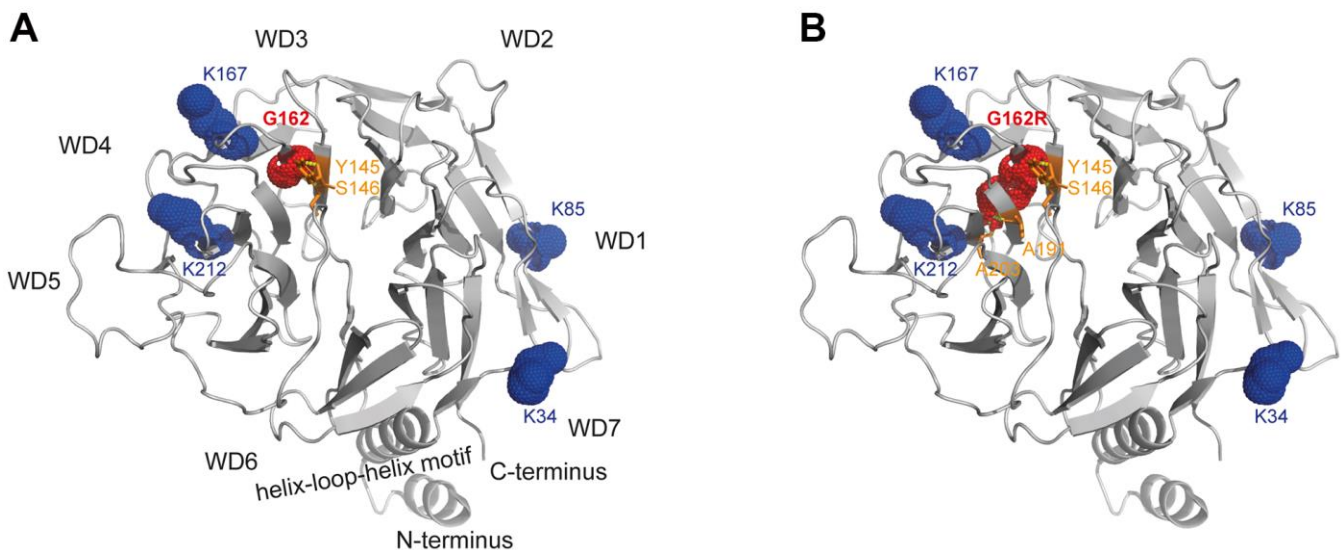 A
WD3
WD2
K167
G162
WD4
Y145
S146
K85
WD1
K212
WD5
K34
WD7
WD6
helix-loop-helix motif
C-terminus
N-terminus
B
K167
G162R
Y145
S146
K85
K212
A191
A203
K34